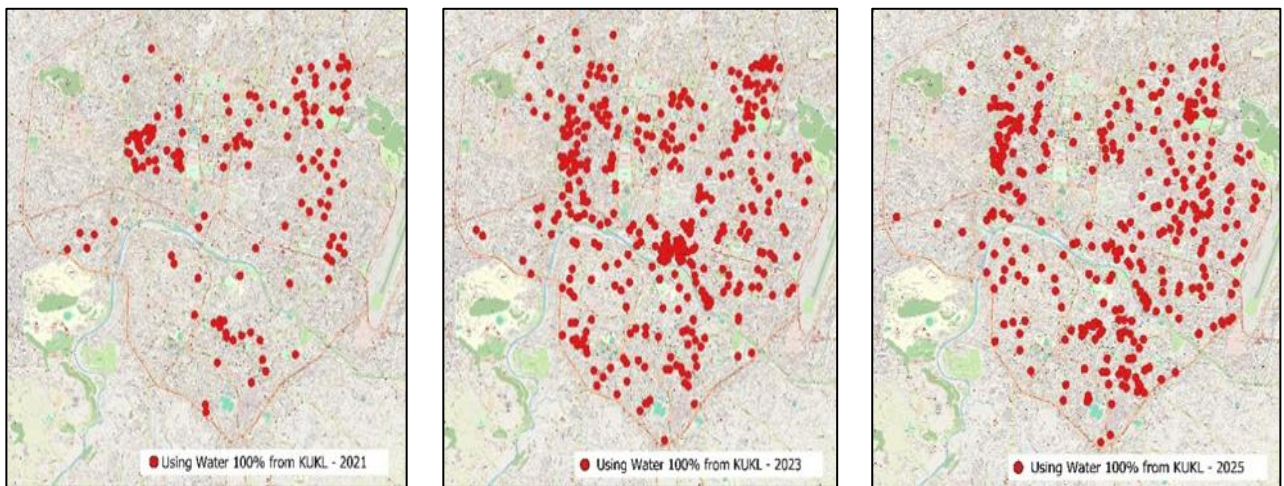 Using Water 100% from KUKL - 2021
Using Water 100% from KUKL - 2023
Using Water 100% from KUKL - 2025